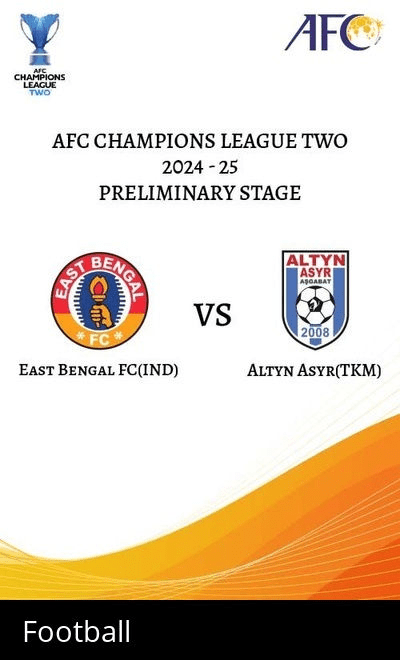 AFC
CHAMPIONS
LEAGUE
TWO
AFC
AFC CHAMPIONS LEAGUE TWO
2024 - 25
PRELIMINARY STAGE
EAST BENGAL
FC
VS
ALTYN
ASYR
AŞGABAT
2008
East Bengal FC(IND)
Altyn Asyr(TKM)
Football